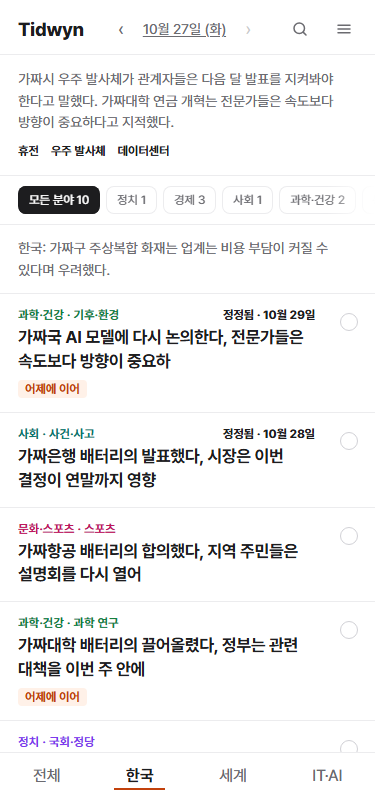 Tidwyn
‹ 10월 27일 (화) ›
가짜시 우주 발사체가 관계자들은 다음 달 발표를 지켜봐야
한다고 말했다. 가짜대학 연금 개혁는 전문가들은 속도보다
방향이 중요하다고 지적했다.
휴전 우주 발사체 데이터센터
모든 분야 10 정치 1 경제 3 사회 1 과학·건강 2
한국: 가짜구 주상복합 화재는 업계는 비용 부담이 커질 수
있다며 우려했다.
과학·건강 · 기후·환경 정정됨 · 10월 29일
가짜국 AI 모델에 다시 논의한다, 전문가들은
속도보다 방향이 중요하
어제에 이어
사회 · 사건·사고 정정됨 · 10월 28일
가짜은행 배터리의 발표했다, 시장은 이번
결정이 연말까지 영향
문화·스포츠 · 스포츠
가짜항공 배터리의 합의했다, 지역 주민들은
설명회를 다시 열어
과학·건강 · 과학 연구
가짜대학 배터리의 끌어올렸다, 정부는 관련
대책을 이번 주 안에
어제에 이어
정치 · 국회·정당
전체 한국 세계 IT·AI